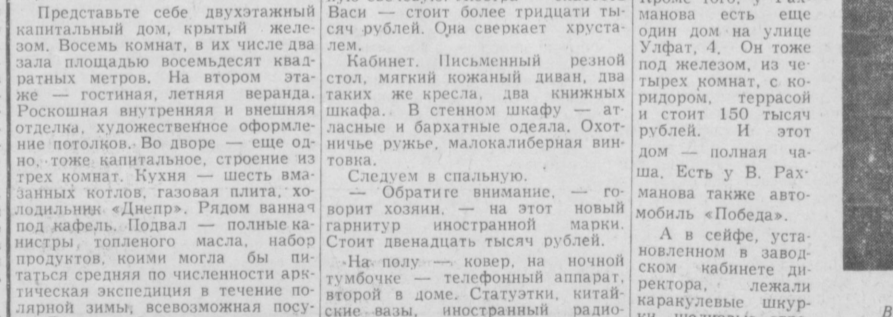 Представьте себе двухэтажный
капитальный дом, крытый желе-
зом. Восемь комнат, в их числе два
зала площадью восемьдесят квад-
ратных метров. На втором эта-
же — гостиная, летняя веранда.
Роскошная внутренняя и внешняя
отделка, художественное оформле-
ние потолков. Во дворе — еще од-
но, тоже капитальное, строение из
трех комнат. Кухня — шесть вма-
занных котлов, газовая плита, хо-
лодильник «Днепр». Рядом ванная
под кафель. Подвал — полные ка-
нистры топленого масла, набор
продуктов, коими могла бы пи-
таться средняя по численности арк-
тическая экспедиция в течение по-
лярной зимы, всевозможная посу-
Васи — стоит более тридцати ты-
сяч рублей. Она сверкает хруста-
лем.
Кабинет. Письменный резной
стол, мягкий кожаный диван, два
таких же кресла, два книжных
шкафа. В стенном шкафу — ат-
ласные и бархатные одеяла. Охот-
ничье ружье, малокалиберная вин-
товка.
Следуем в спальную.
— Обратите внимание, — го-
ворит хозяин, — на этот новый
гарнитур иностранной марки.
Стоит двенадцать тысяч рублей.
На полу — ковер, на ночной
тумбочке — телефонный аппарат,
второй в доме. Статуэтки, китай-
ские вазы, иностранный радио-
Кроме того, у Рах-
манова есть еще
один дом на улице
Улфат, 4. Он тоже
под железом, из че-
тырех комнат, с ко-
ридором, террасой
и стоит 150 тысяч
рублей. И этот
дом — полная ча-
ша. Есть у В. Рах-
манова также авто-
мобиль «Победа».
А в сейфе, уста-
новленном в завод-
ском кабинете ди-
ректора, лежали
каракулевые шкур-